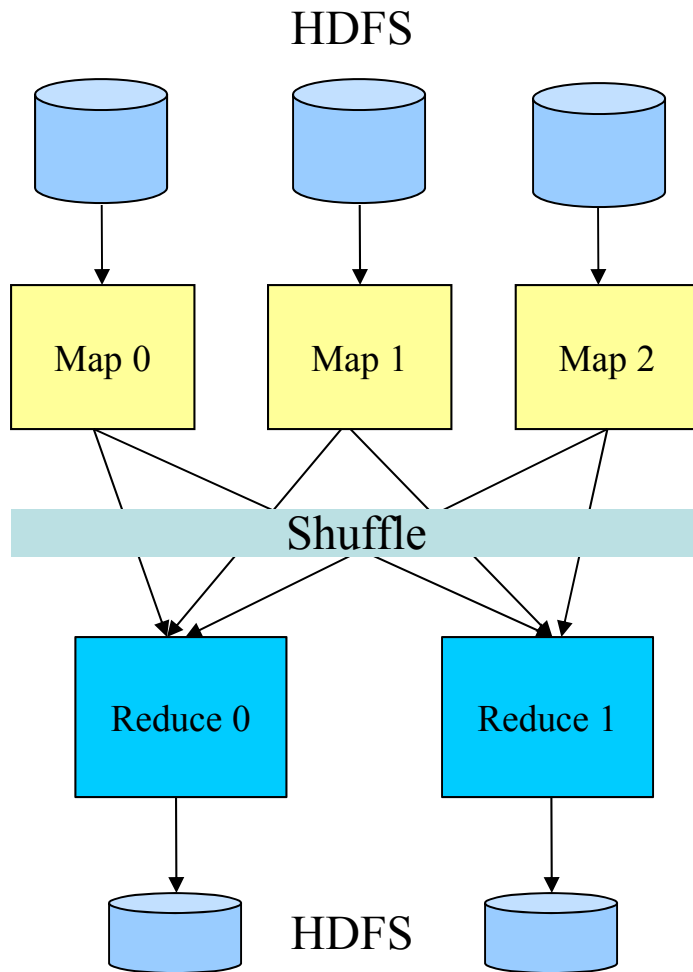 HDFS
Map 0
Map 1
Map 2
Shuffle
Reduce 0
Reduce 1
HDFS